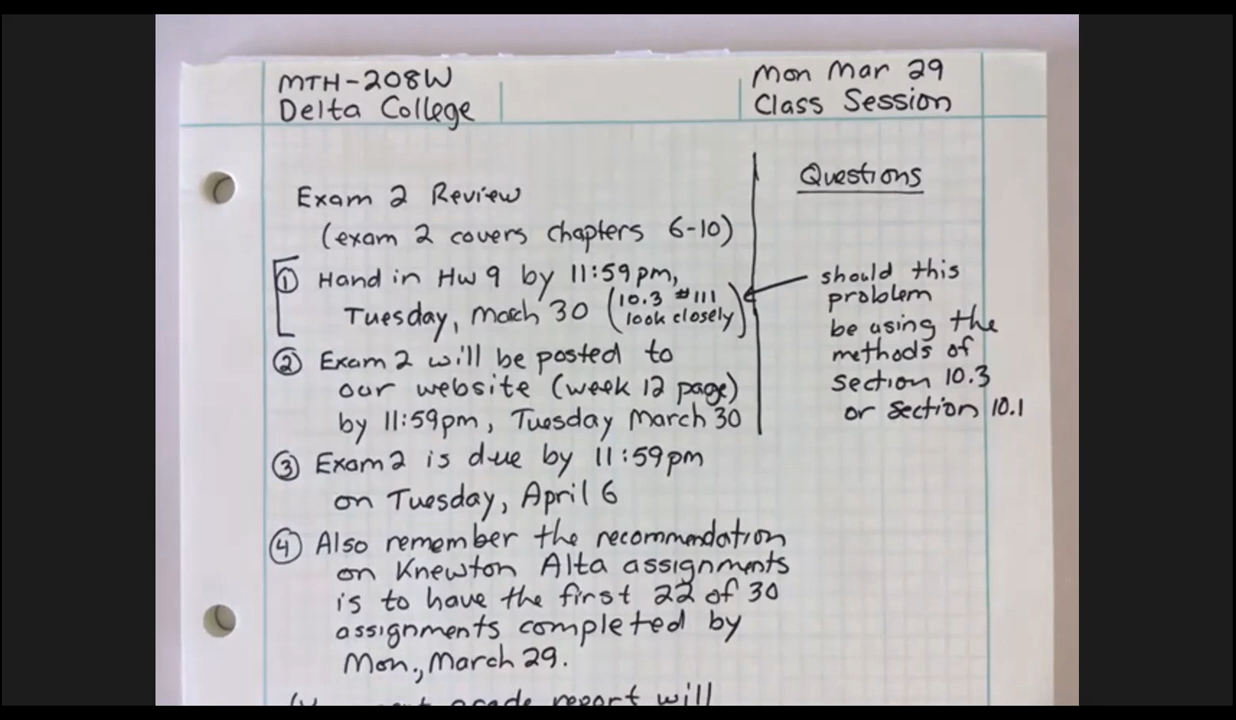 MTH-208W
Delta College
Mon Mar 29
Class Session
Exam 2 Review
(exam 2 covers chapters 6-10)
① Hand in HW 9 by 11:59pm,
Tuesday, March 30 (10.3 #111
look closely)
② Exam 2 will be posted to
our website (week 12 page)
by 11:59pm, Tuesday March 30
③ Exam 2 is due by 11:59pm
on Tuesday, April 6
④ Also remember the recommendation
on Knewton Alta assignments
is to have the first 22 of 30
assignments completed by
Mon., March 29.
grade report will
Questions
should this
problem
be using the
methods of
section 10.3
or section 10.1